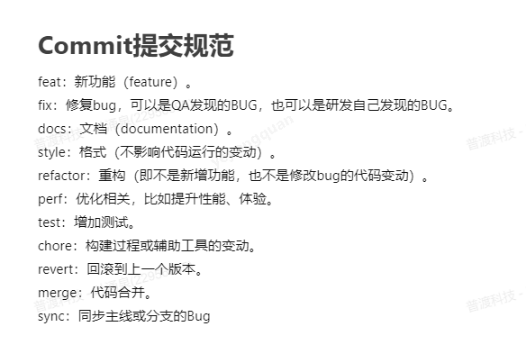 Commit提交规范
feat：新功能（feature）。
fix：修复bug，可以是QA发现的BUG，也可以是研发自己发现的BUG。
docs：文档（documentation）。
style：格式（不影响代码运行的变动）。
refactor：重构（即不是新增功能，也不是修改bug的代码变动）。
perf：优化相关，比如提升性能、体验。
test：增加测试。
chore：构建过程或辅助工具的变动。
revert：回滚到上一个版本。
merge：代码合并。
sync：同步主线或分支的Bug